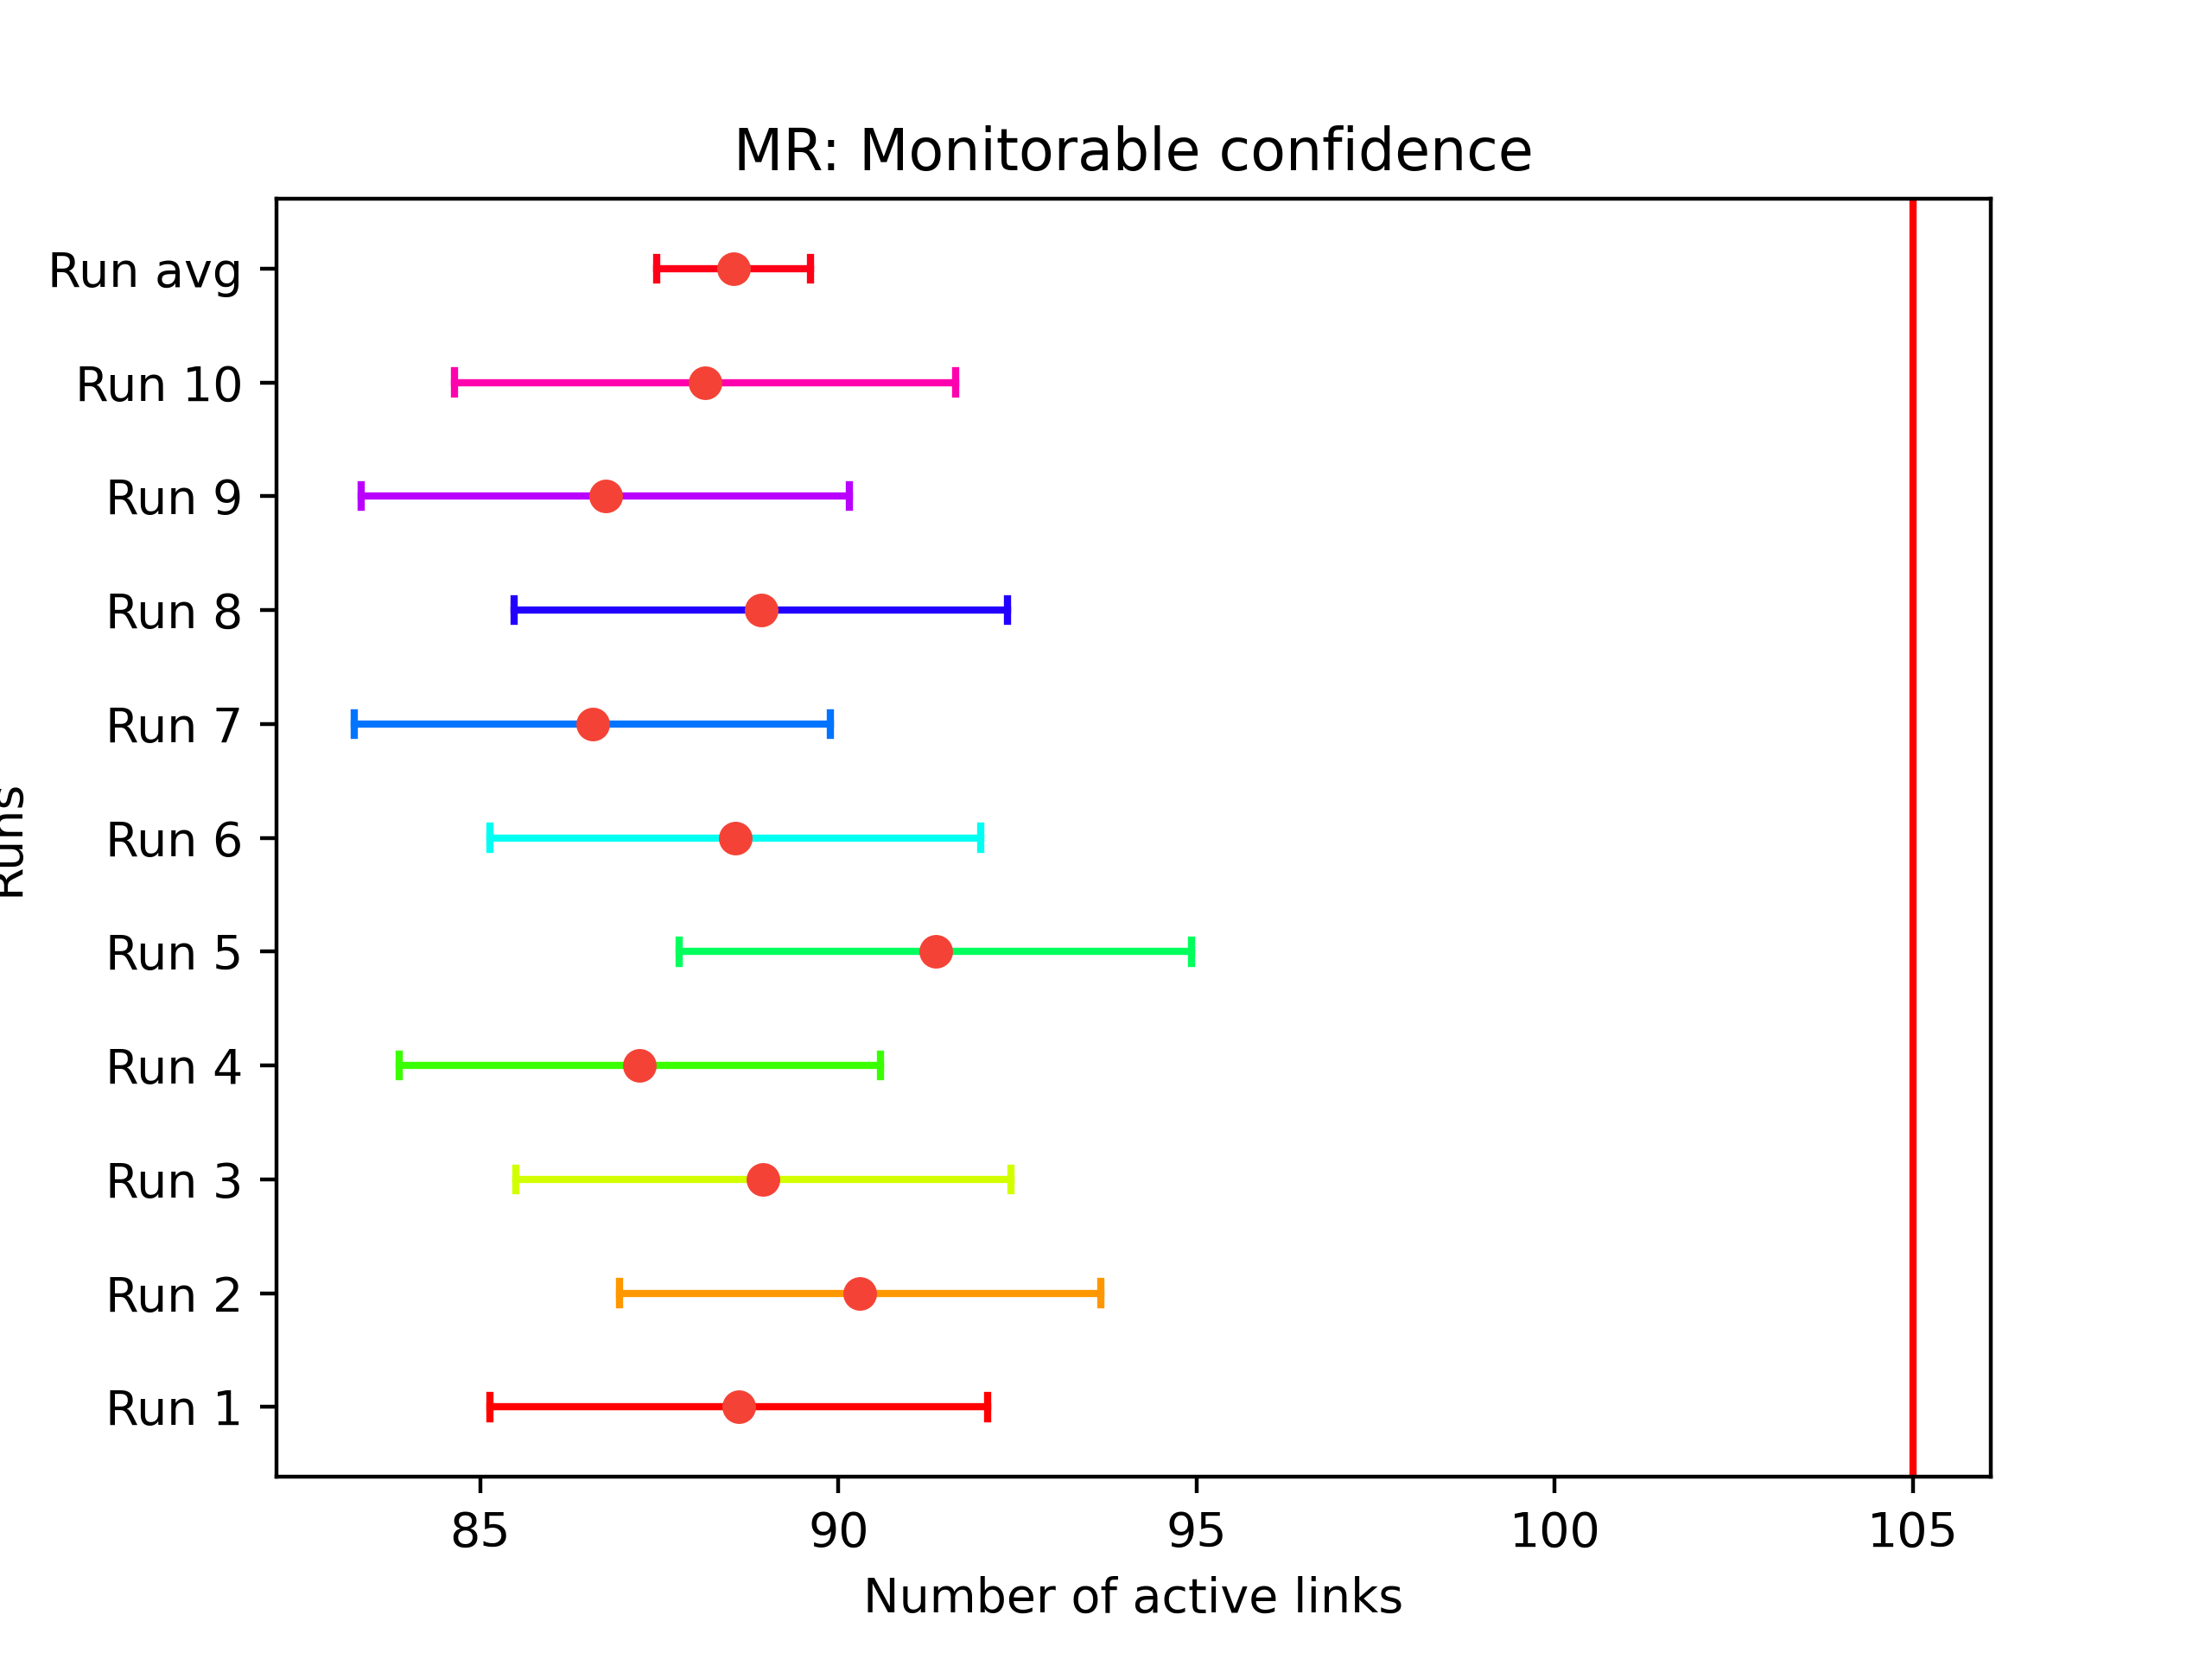 MR: Monitorable confidence
Run avg
Run 10
Run 9
Run 8
Run 7
Run 6
Run 5
Run 4
Run 3
Run 2
Run 1
Runs
85 90 95 100 105
Number of active links